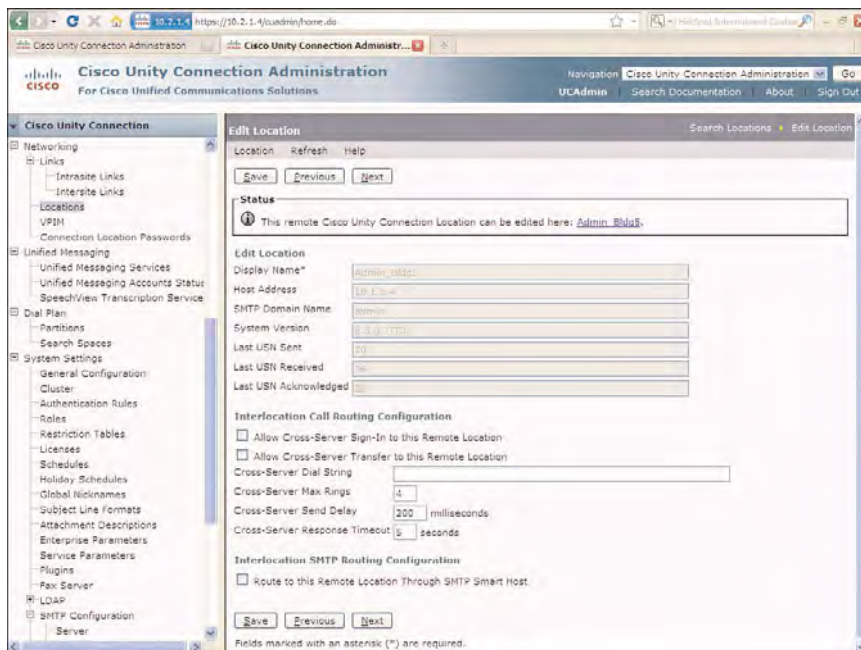 10.2.1.4 https://10.2.1.4/cuadmin/home.do
Cisco Unity Connection Administration
Cisco Unity Connection Administr...
cisco
Cisco Unity Connection Administration
For Cisco Unified Communications Solutions
Navigation Cisco Unity Connection Administration Go
UCAdmin Search Documentation About Sign Out
Cisco Unity Connection
Networking
Links
Intrasite Links
Intersite Links
Locations
VPIM
Connection Location Passwords
Unified Messaging
Unified Messaging Services
Unified Messaging Accounts Status
SpeechView Transcription Service
Dial Plan
Partitions
Search Spaces
System Settings
General Configuration
Cluster
Authentication Rules
Roles
Restriction Tables
Licenses
Schedules
Holiday Schedules
Global Nicknames
Subject Line Formats
Attachment Descriptions
Enterprise Parameters
Service Parameters
Plugins
Fax Server
LDAP
SMTP Configuration
Server
Edit Location
Search Locations Edit Location
Location Refresh Help
Save Previous Next
Status
This remote Cisco Unity Connection Location can be edited here:
Edit Location
Display Name*
Host Address
SMTP Domain Name
System Version
Last USN Sent
Last USN Received
Last USN Acknowledged
Interlocation Call Routing Configuration
Allow Cross-Server Sign-In to this Remote Location
Allow Cross-Server Transfer to this Remote Location
Cross-Server Dial String
Cross-Server Max Rings 4
Cross-Server Send Delay 200 milliseconds
Cross-Server Response Timeout 5 seconds
Interlocation SMTP Routing Configuration
Route to this Remote Location Through SMTP Smart Host
Save Previous Next
Fields marked with an asterisk (*) are required.